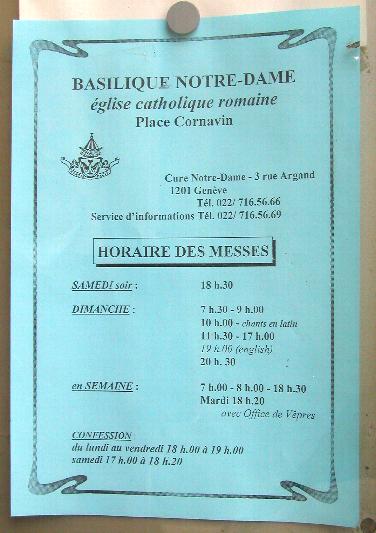 BASILIQUE NOTRE-DAME
église catholique romaine
Place Cornavin
Cure Notre-Dame - 3 rue Argand
1201 Genève
Tél. 022/ 716.56.66
Service d'informations Tél. 022/ 716.56.69
HORAIRE DES MESSES
SAMEDI soir : 18 h.30
DIMANCHE : 7 h.30 - 9 h.00
10 h.00 - chants en latin
11 h.30 - 17 h.00
19 h.00 (english)
20 h. 30
en SEMAINE : 7 h.00 - 8 h.00 - 18 h.30
Mardi 18 h.20
avec Office de Vêpres
CONFESSION
du lundi au vendredi 18 h.00 à 19 h.00
samedi 17 h.00 à 18 h.20